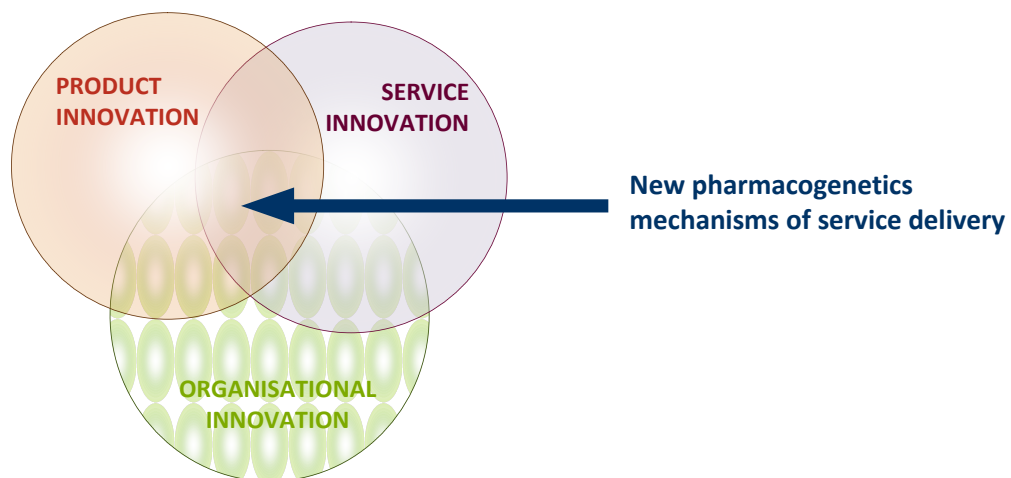 PRODUCT
INNOVATION
SERVICE
INNOVATION
New pharmacogenetics
mechanisms of service delivery
ORGANISATIONAL
INNOVATION